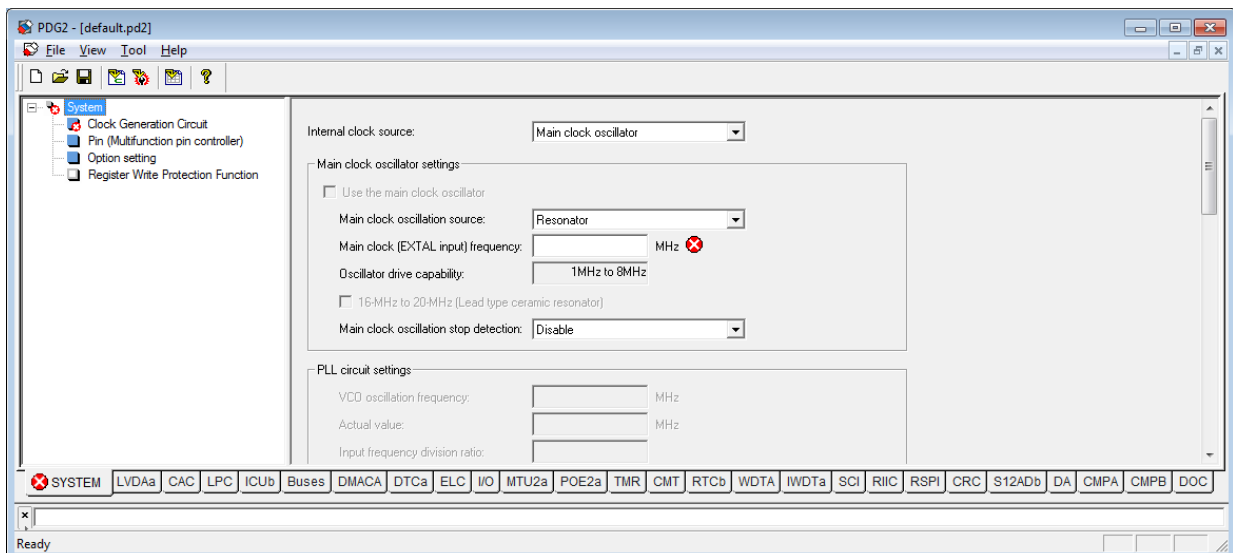 PDG2 - [default.pd2]
File View Tool Help
System
Clock Generation Circuit
Pin (Multifunction pin controller)
Option setting
Register Write Protection Function
Internal clock source: Main clock oscillator
Main clock oscillator settings
Use the main clock oscillator
Main clock oscillation source: Resonator
Main clock (EXTAL input) frequency: MHz
Oscillator drive capability: 1MHz to 8MHz
16-MHz to 20-MHz (Lead type ceramic resonator)
Main clock oscillation stop detection: Disable
PLL circuit settings
VCO oscillation frequency: MHz
Actual value: MHz
Input frequency division ratio:
SYSTEM LVDAa CAC LPC ICUb Buses DMACA DTCa ELC I/O MTU2a POE2a TMR CMT RTCb WDTA IWDTa SCI RIIC RSPI CRC S12ADb DA CMPA CMPB DOC
Ready